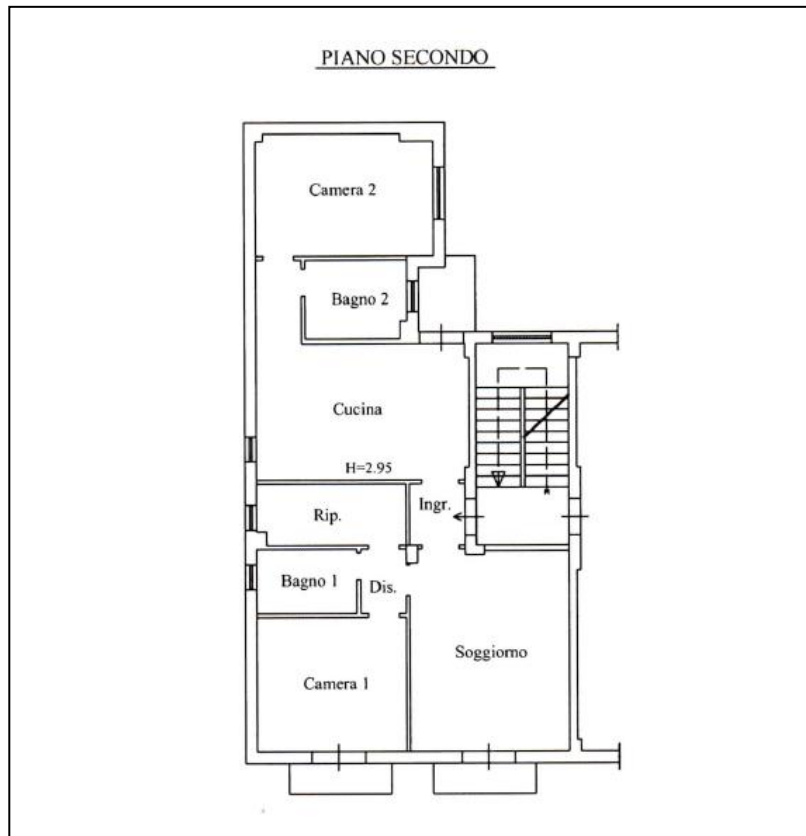 PIANO SECONDO
Camera 2
Bagno 2
Cucina
H=2.95
Rip.
Ingr.
Bagno 1
Dis.
Soggiorno
Camera 1